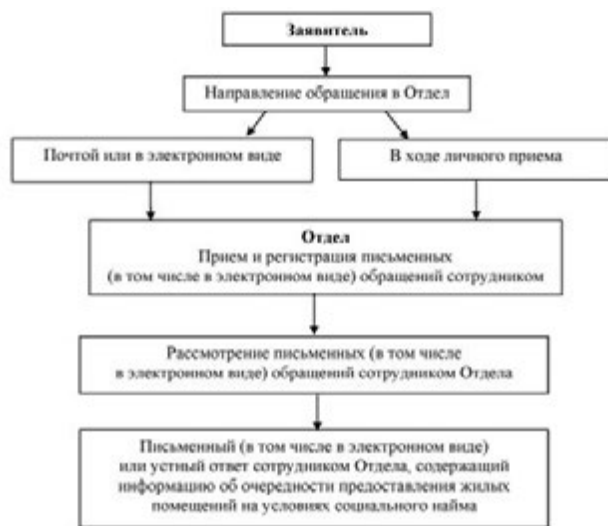 Заявитель
Направление обращения в Отдел
Почтой или в электронном виде
В ходе личного приема
Отдел
Прием и регистрация письменных
(в том числе в электронном виде) обращений сотрудником
Рассмотрение письменных (в том числе
в электронном виде) обращений сотрудником Отдела
Письменный (в том числе в электронном виде)
или устный ответ сотрудником Отдела, содержащий
информацию об очередности предоставления жилых
помещений на условиях социального найма